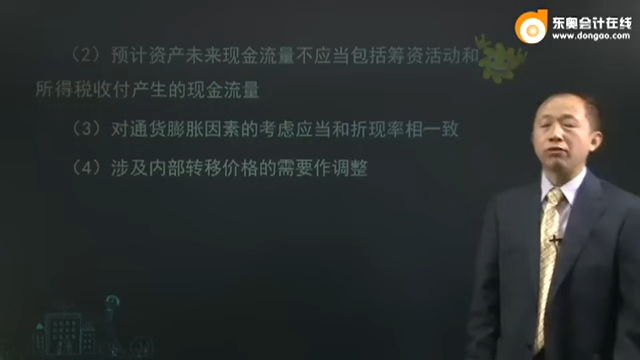 东奥会计在线
www.dongao.com
（2）预计资产未来现金流量不应当包括筹资活动和
所得税收付产生的现金流量
（3）对通货膨胀因素的考虑应当和折现率相一致
（4）涉及内部转移价格的需要作调整